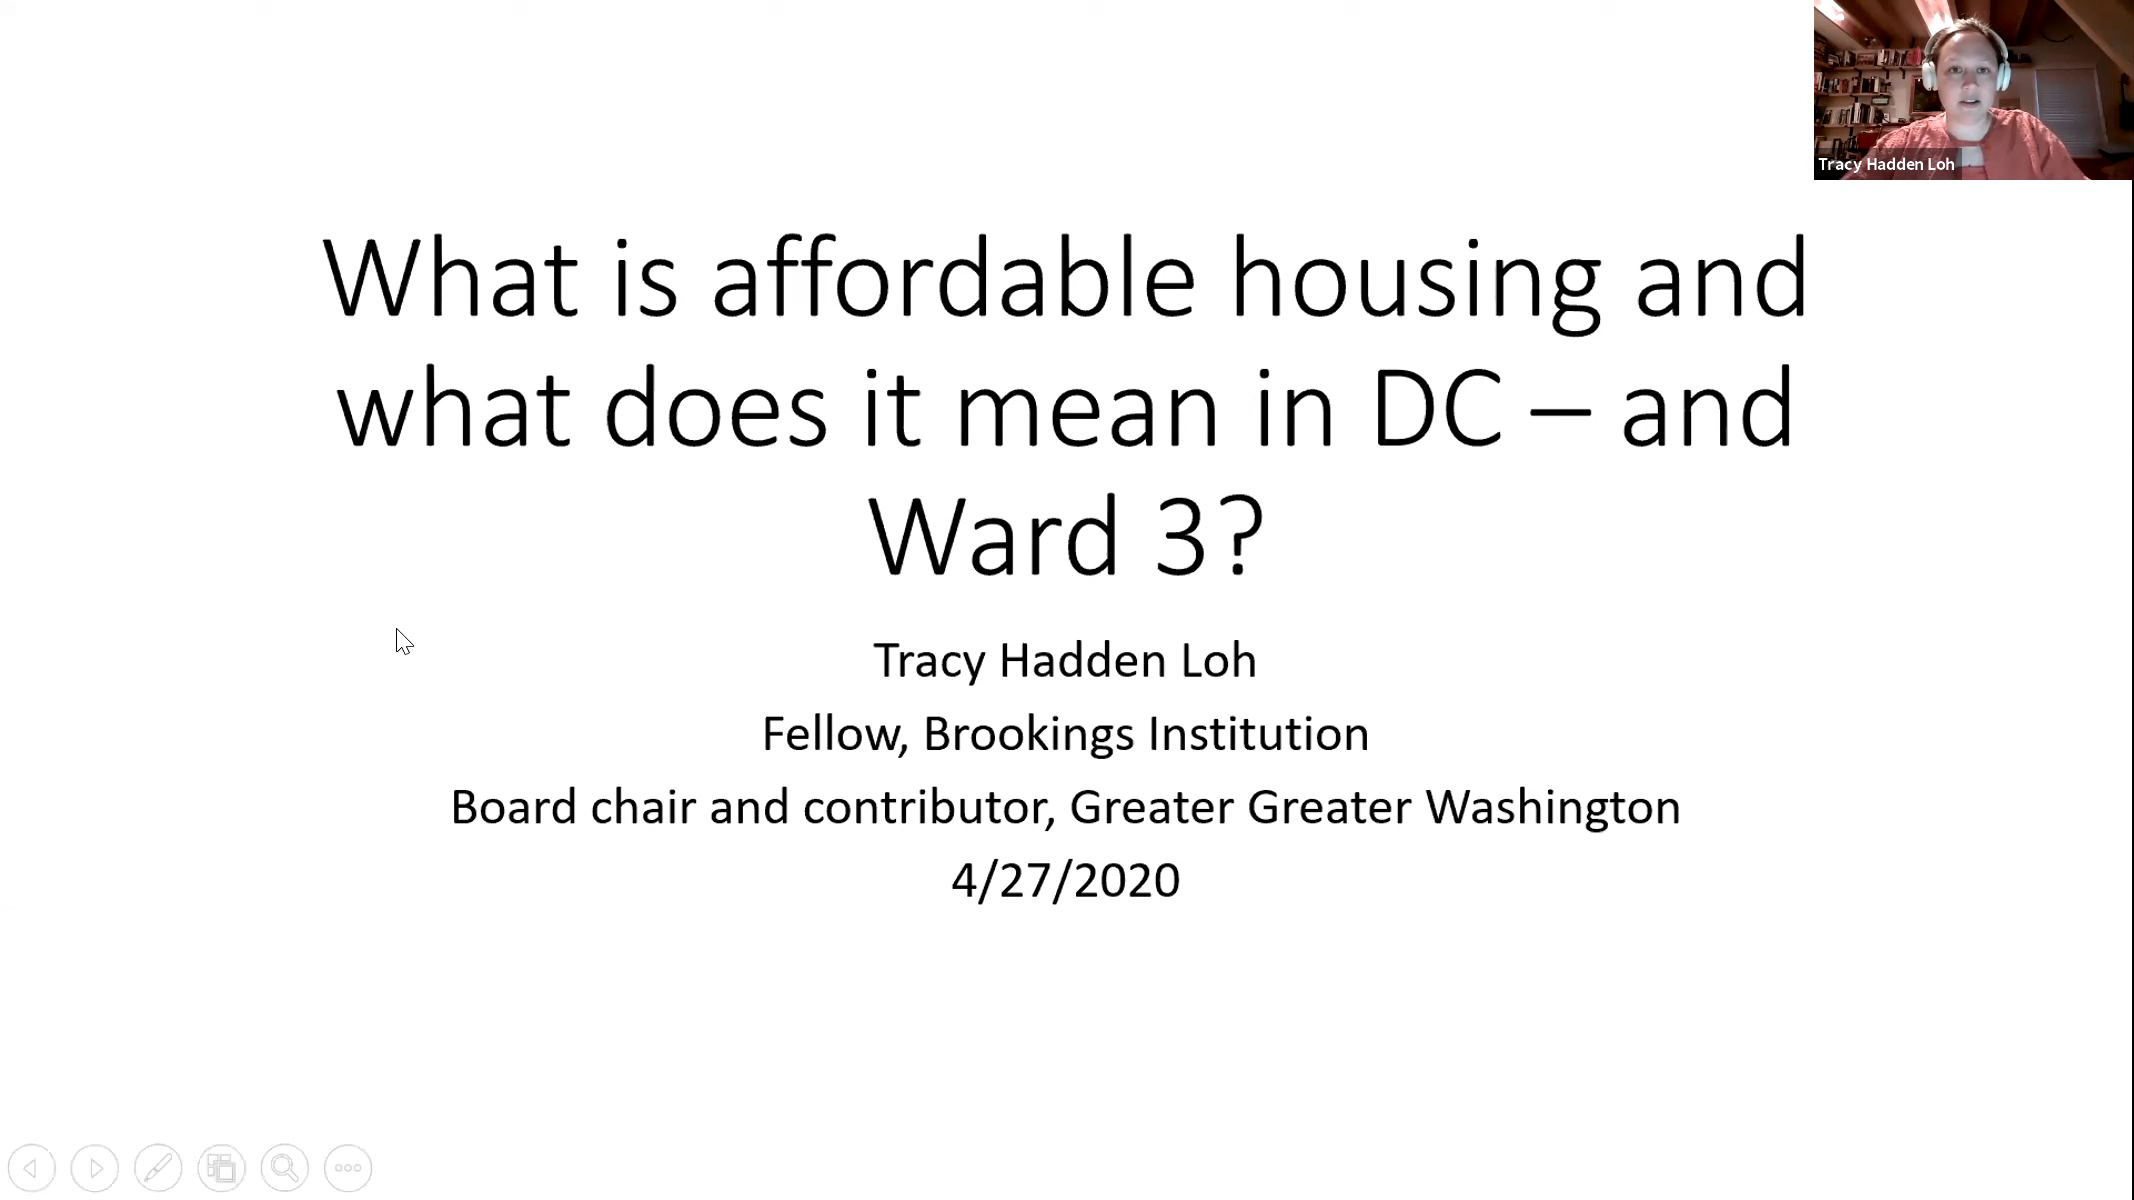 Tracy Hadden Loh
What is affordable housing and
what does it mean in DC – and
Ward 3?
Tracy Hadden Loh
Fellow, Brookings Institution
Board chair and contributor, Greater Greater Washington
4/27/2020